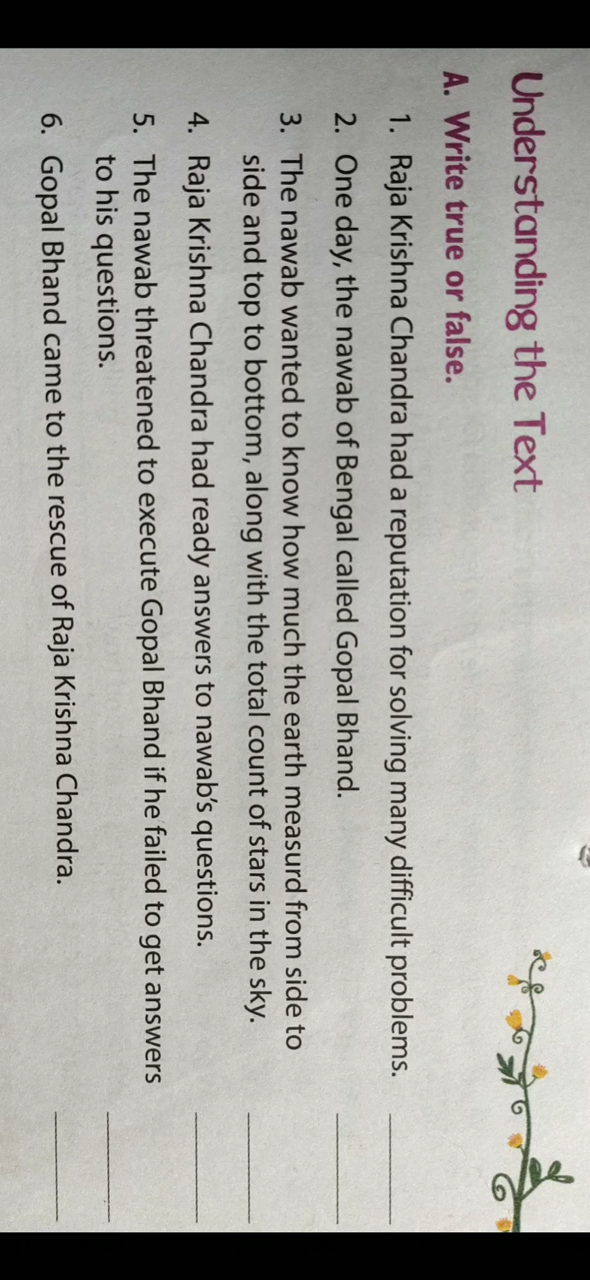 Understanding the Text
A. Write true or false.
1. Raja Krishna Chandra had a reputation for solving many difficult problems.
2. One day, the nawab of Bengal called Gopal Bhand.
3. The nawab wanted to know how much the earth measurd from side to
side and top to bottom, along with the total count of stars in the sky.
4. Raja Krishna Chandra had ready answers to nawab's questions.
5. The nawab threatened to execute Gopal Bhand if he failed to get answers
to his questions.
6. Gopal Bhand came to the rescue of Raja Krishna Chandra.